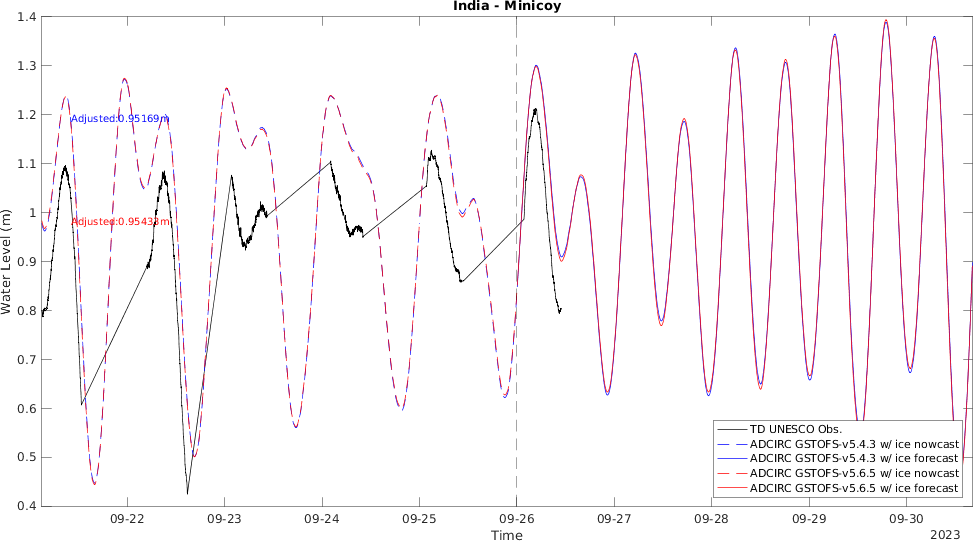 India - Minicoy
Water Level (m)
1.4
1.3
1.2
1.1
1
0.9
0.8
0.7
0.6
0.5
0.4
Adjusted:0.95169m
Adjusted:0.95433m
TD UNESCO Obs.
ADCIRC GSTOFS-v5.4.3 w/ ice nowcast
ADCIRC GSTOFS-v5.4.3 w/ ice forecast
ADCIRC GSTOFS-v5.6.5 w/ ice nowcast
ADCIRC GSTOFS-v5.6.5 w/ ice forecast
09-22 09-23 09-24 09-25 09-26 09-27 09-28 09-29 09-30
Time
2023